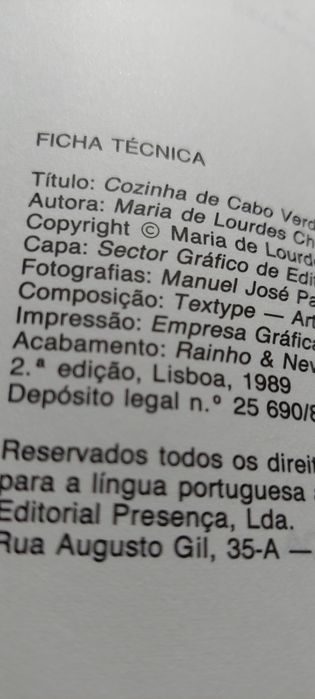 FICHA TÉCNICA
Título: Cozinha de Cabo Verd
Autora: Maria de Lourdes Ch
Copyright © Maria de Lourd
Capa: Sector Gráfico de Edi
Fotografias: Manuel José Pa
Composição: Textype — Art
Impressão: Empresa Gráfica
Acabamento: Rainho & Nev
2.ª edição, Lisboa, 1989
Depósito legal n.º 25 690/8
Reservados todos os direit
para a língua portuguesa
Editorial Presença, Lda.
Rua Augusto Gil, 35-A —